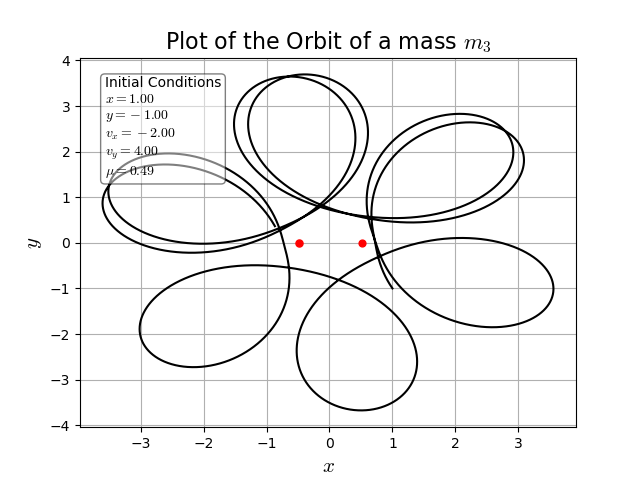 Plot of the Orbit of a mass m₃
4
3
2
1
0
−1
−2
−3
−4
y
Initial Conditions
x = 1.00
y = − 1.00
vₓ = − 2.00
v_y = 4.00
μ = 0.49
−3 −2 −1 0 1 2 3
x